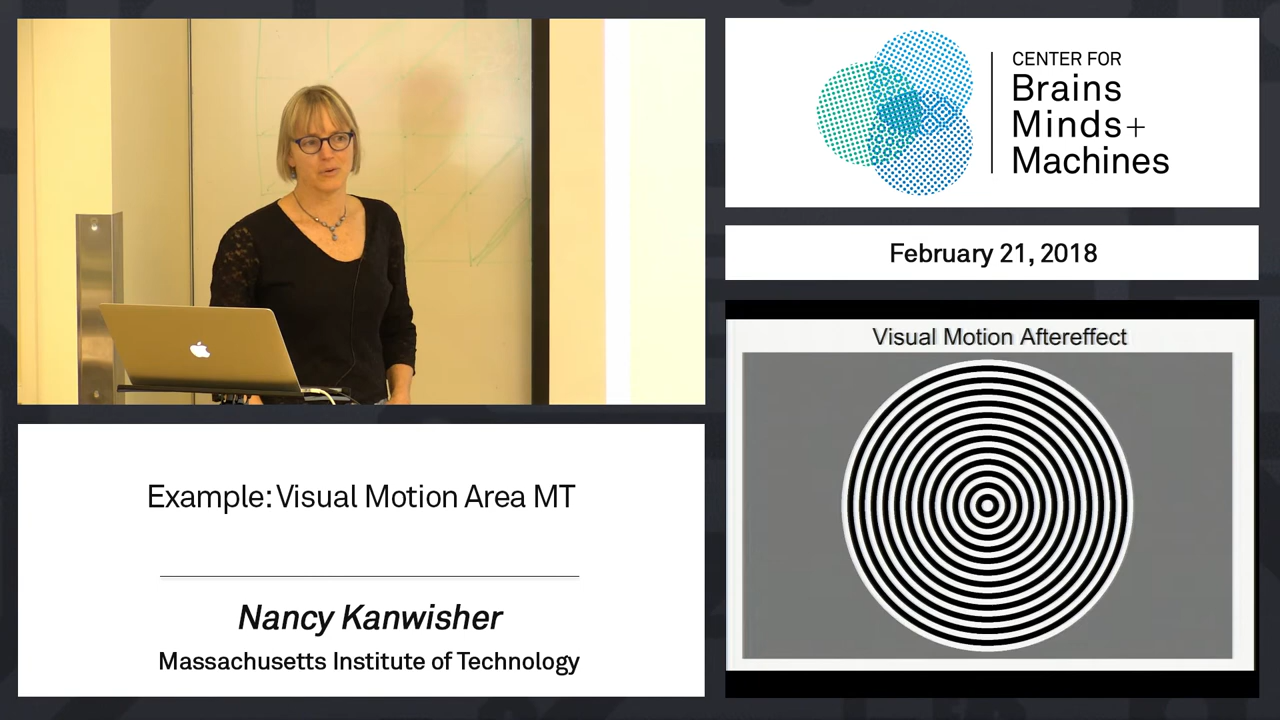 CENTER FOR
Brains
Minds+
Machines
February 21, 2018
Visual Motion Aftereffect
Example: Visual Motion Area MT
Nancy Kanwisher
Massachusetts Institute of Technology